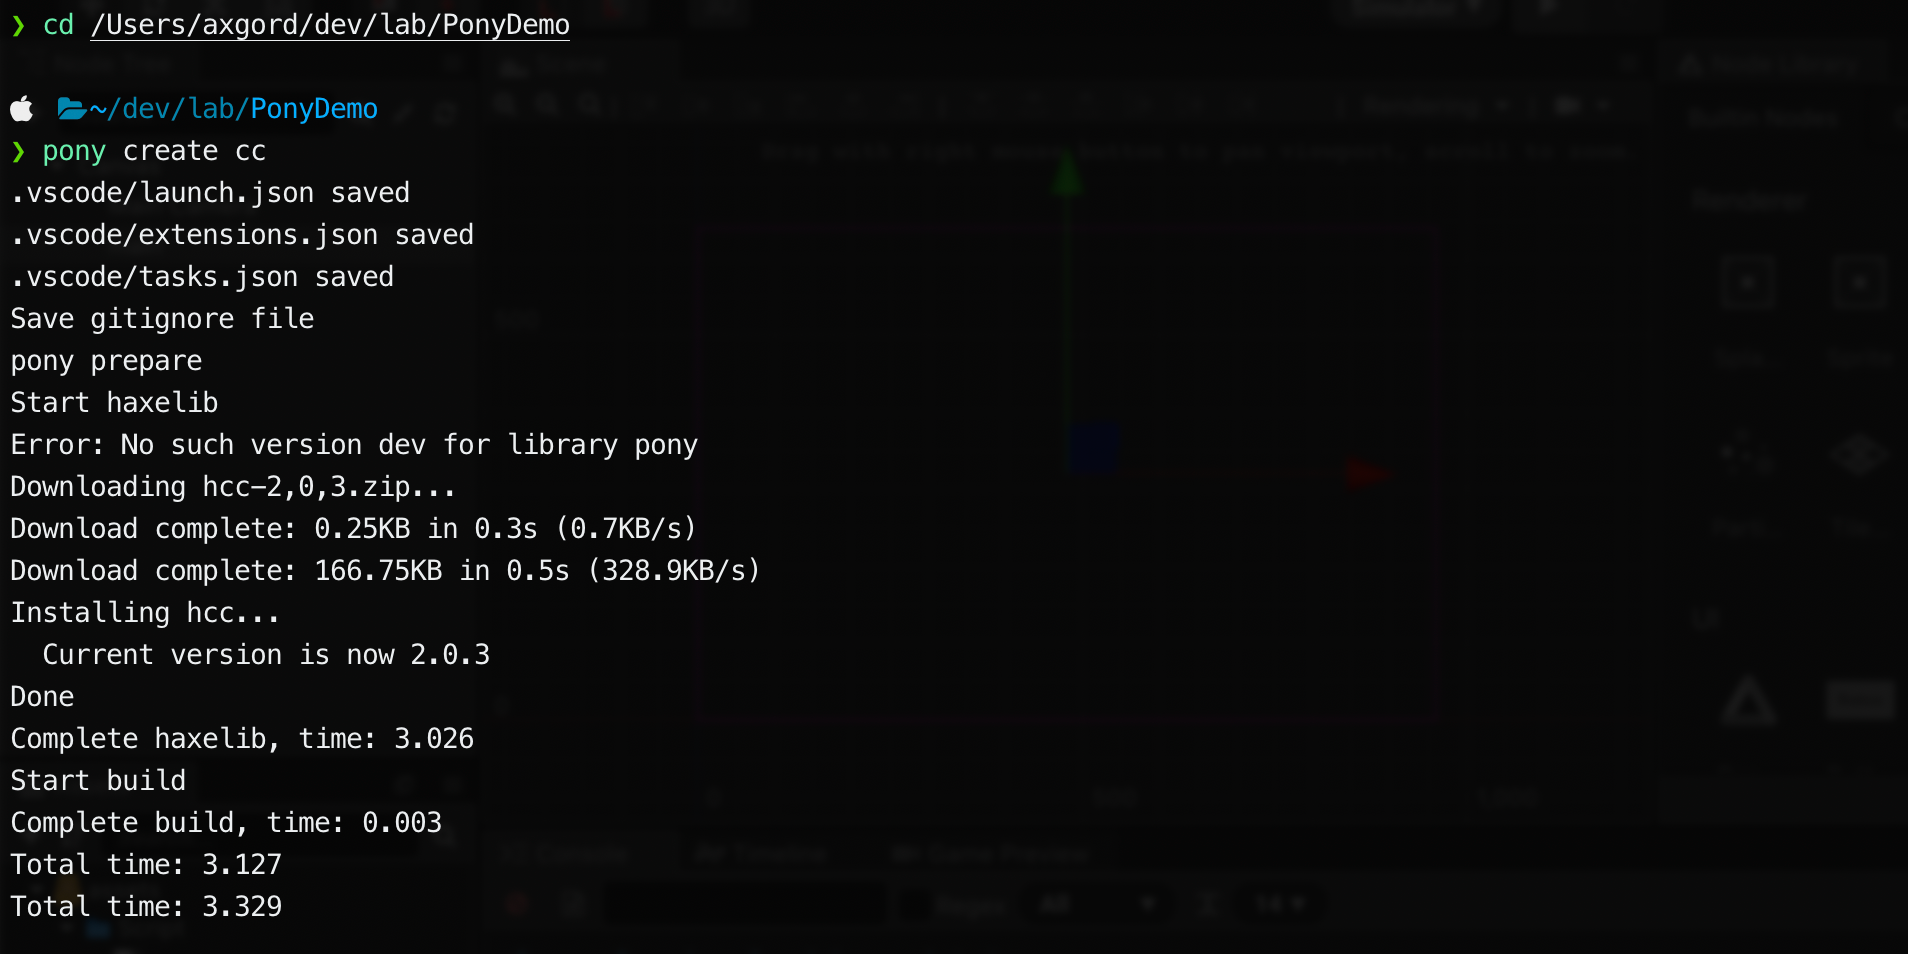 ❯ cd /Users/axgord/dev/lab/PonyDemo
~/dev/lab/PonyDemo
❯ pony create cc
.vscode/launch.json saved
.vscode/extensions.json saved
.vscode/tasks.json saved
Save gitignore file
pony prepare
Start haxelib
Error: No such version dev for library pony
Downloading hcc-2,0,3.zip...
Download complete: 0.25KB in 0.3s (0.7KB/s)
Download complete: 166.75KB in 0.5s (328.9KB/s)
Installing hcc...
  Current version is now 2.0.3
Done
Complete haxelib, time: 3.026
Start build
Complete build, time: 0.003
Total time: 3.127
Total time: 3.329